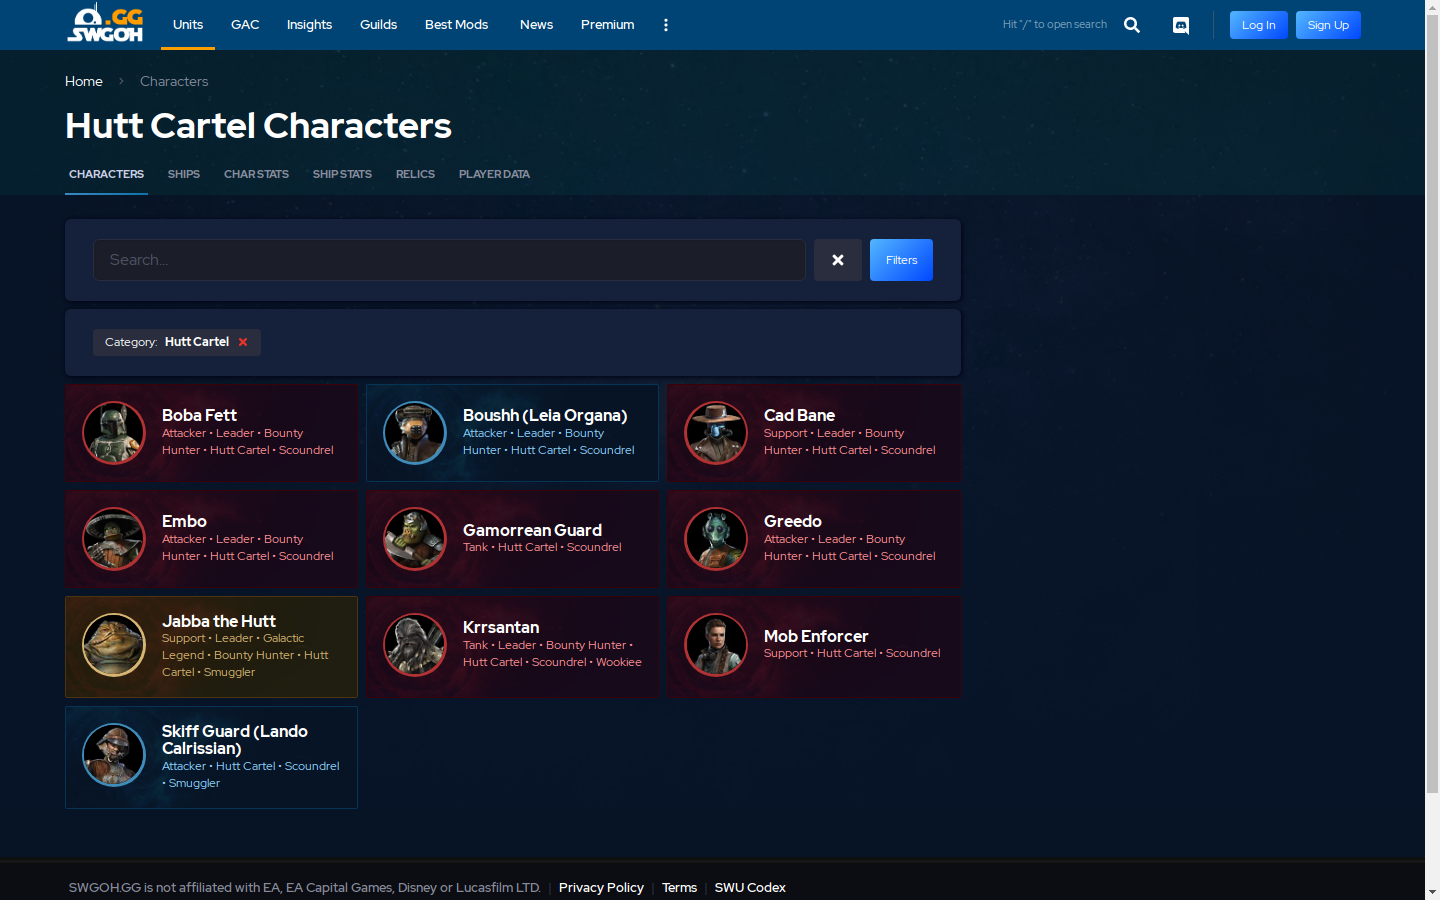 .GG
SWGOH
Units
GAC
Insights
Guilds
Best Mods
News
Premium
Hit "/" to open search
Log In
Sign Up
Home
Characters
Hutt Cartel Characters
CHARACTERS
SHIPS
CHAR STATS
SHIP STATS
RELICS
PLAYER DATA
Search...
Filters
Category: Hutt Cartel
Boba Fett
Attacker • Leader • Bounty
Hunter • Hutt Cartel • Scoundrel
Boushh (Leia Organa)
Attacker • Leader • Bounty
Hunter • Hutt Cartel • Scoundrel
Cad Bane
Support • Leader • Bounty
Hunter • Hutt Cartel • Scoundrel
Embo
Attacker • Leader • Bounty
Hunter • Hutt Cartel • Scoundrel
Gamorrean Guard
Tank • Hutt Cartel • Scoundrel
Greedo
Attacker • Leader • Bounty
Hunter • Hutt Cartel • Scoundrel
Jabba the Hutt
Support • Leader • Galactic
Legend • Bounty Hunter • Hutt
Cartel • Smuggler
Krrsantan
Tank • Leader • Bounty Hunter •
Hutt Cartel • Scoundrel • Wookiee
Mob Enforcer
Support • Hutt Cartel • Scoundrel
Skiff Guard (Lando
Calrissian)
Attacker • Hutt Cartel • Scoundrel
• Smuggler
SWGOH.GG is not affiliated with EA, EA Capital Games, Disney or Lucasfilm LTD. | Privacy Policy | Terms | SWU Codex